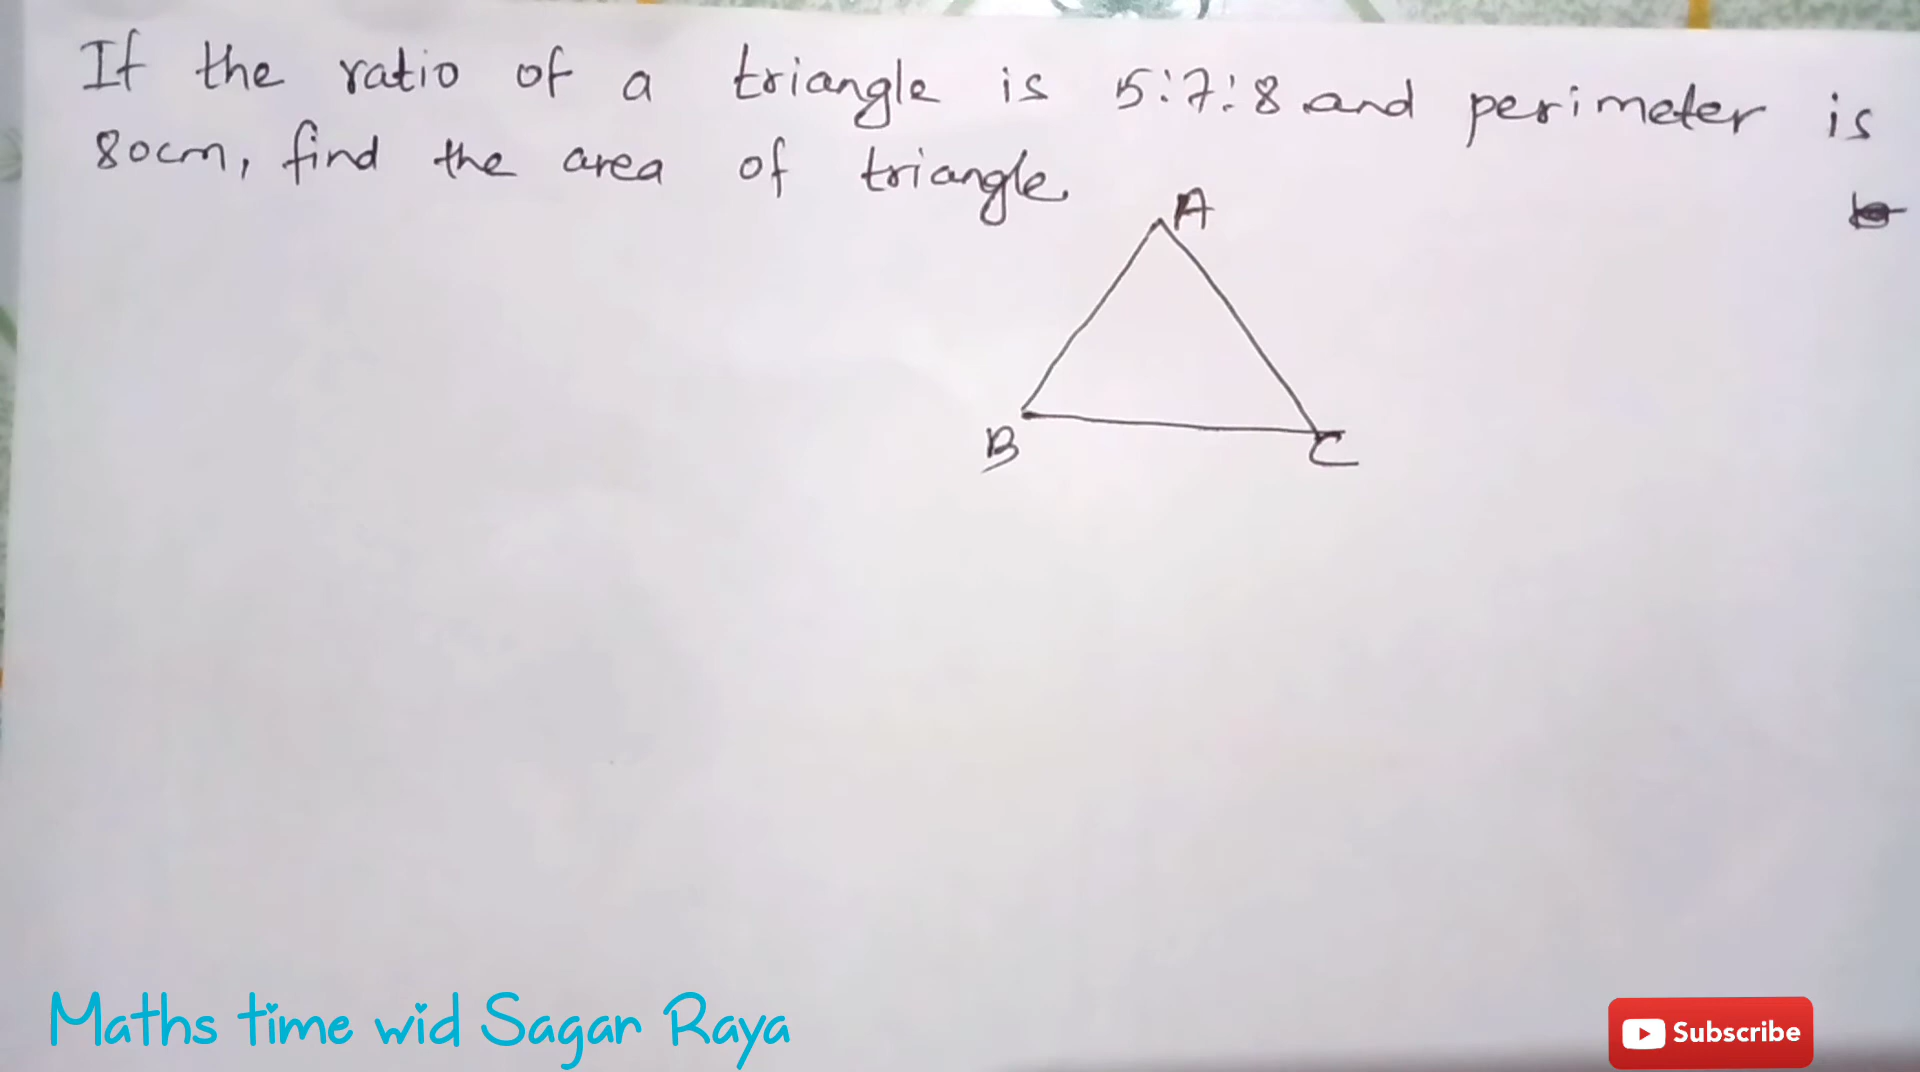 If the ratio of a triangle is 5:7:8 and perimeter is
80cm, find the area of triangle.
A
B
C
Maths time wid Sagar Raya
Subscribe